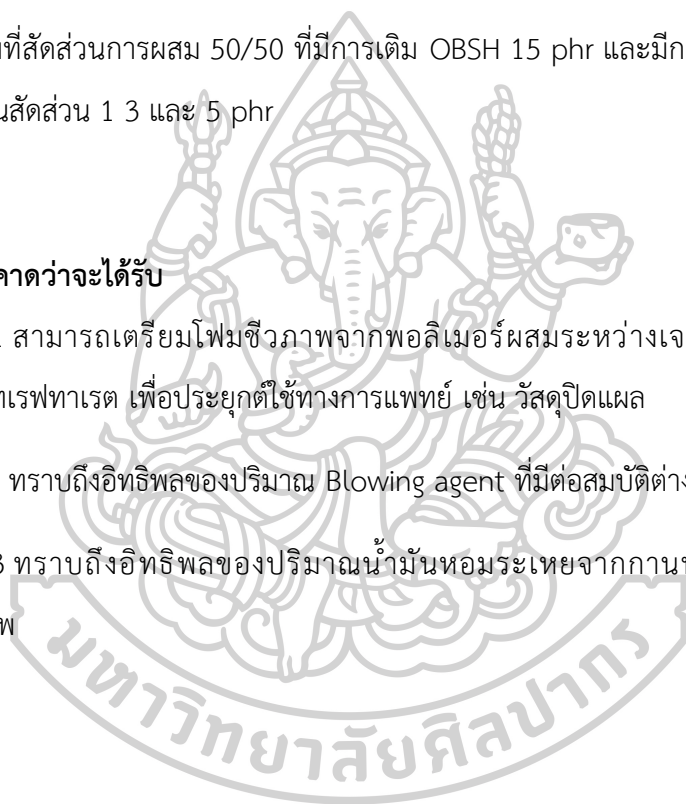 ที่สัดส่วนการผสม 50/50 ที่มีการเติม OBSH 15 phr และมีก
สัดส่วน 1 3 และ 5 phr
คาดว่าจะได้รับ
สามารถเตรียมโฟมชีวภาพจากพอลิเมอร์ผสมระหว่างเจ
ทเรฟทาเรต เพื่อประยุกต์ใช้ทางการแพทย์ เช่น วัสดุปิดแผล
ทราบถึงอิทธิพลของปริมาณ Blowing agent ที่มีต่อสมบัติต่าง
3 ทราบถึงอิทธิพลของปริมาณน้ำมันหอมระเหยจากกาน
พ
มหาวิทยาลัยศิลปากร